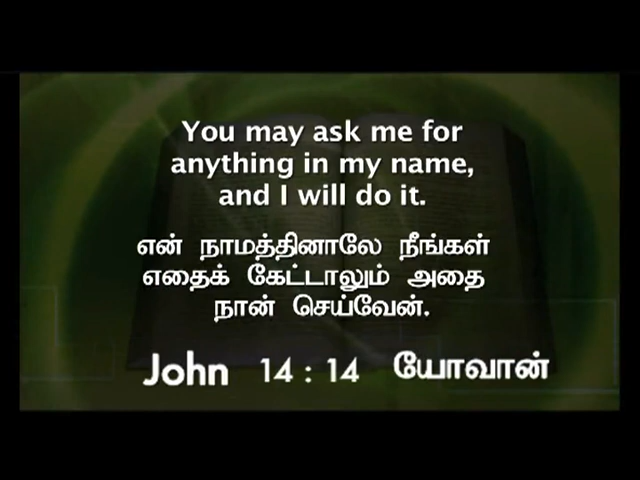 You may ask me for
anything in my name,
and I will do it.
என் நாமத்தினாலே நீங்கள்
எதைக் கேட்டாலும் அதை
நான் செய்வேன்.
John 14 : 14 யோவான்